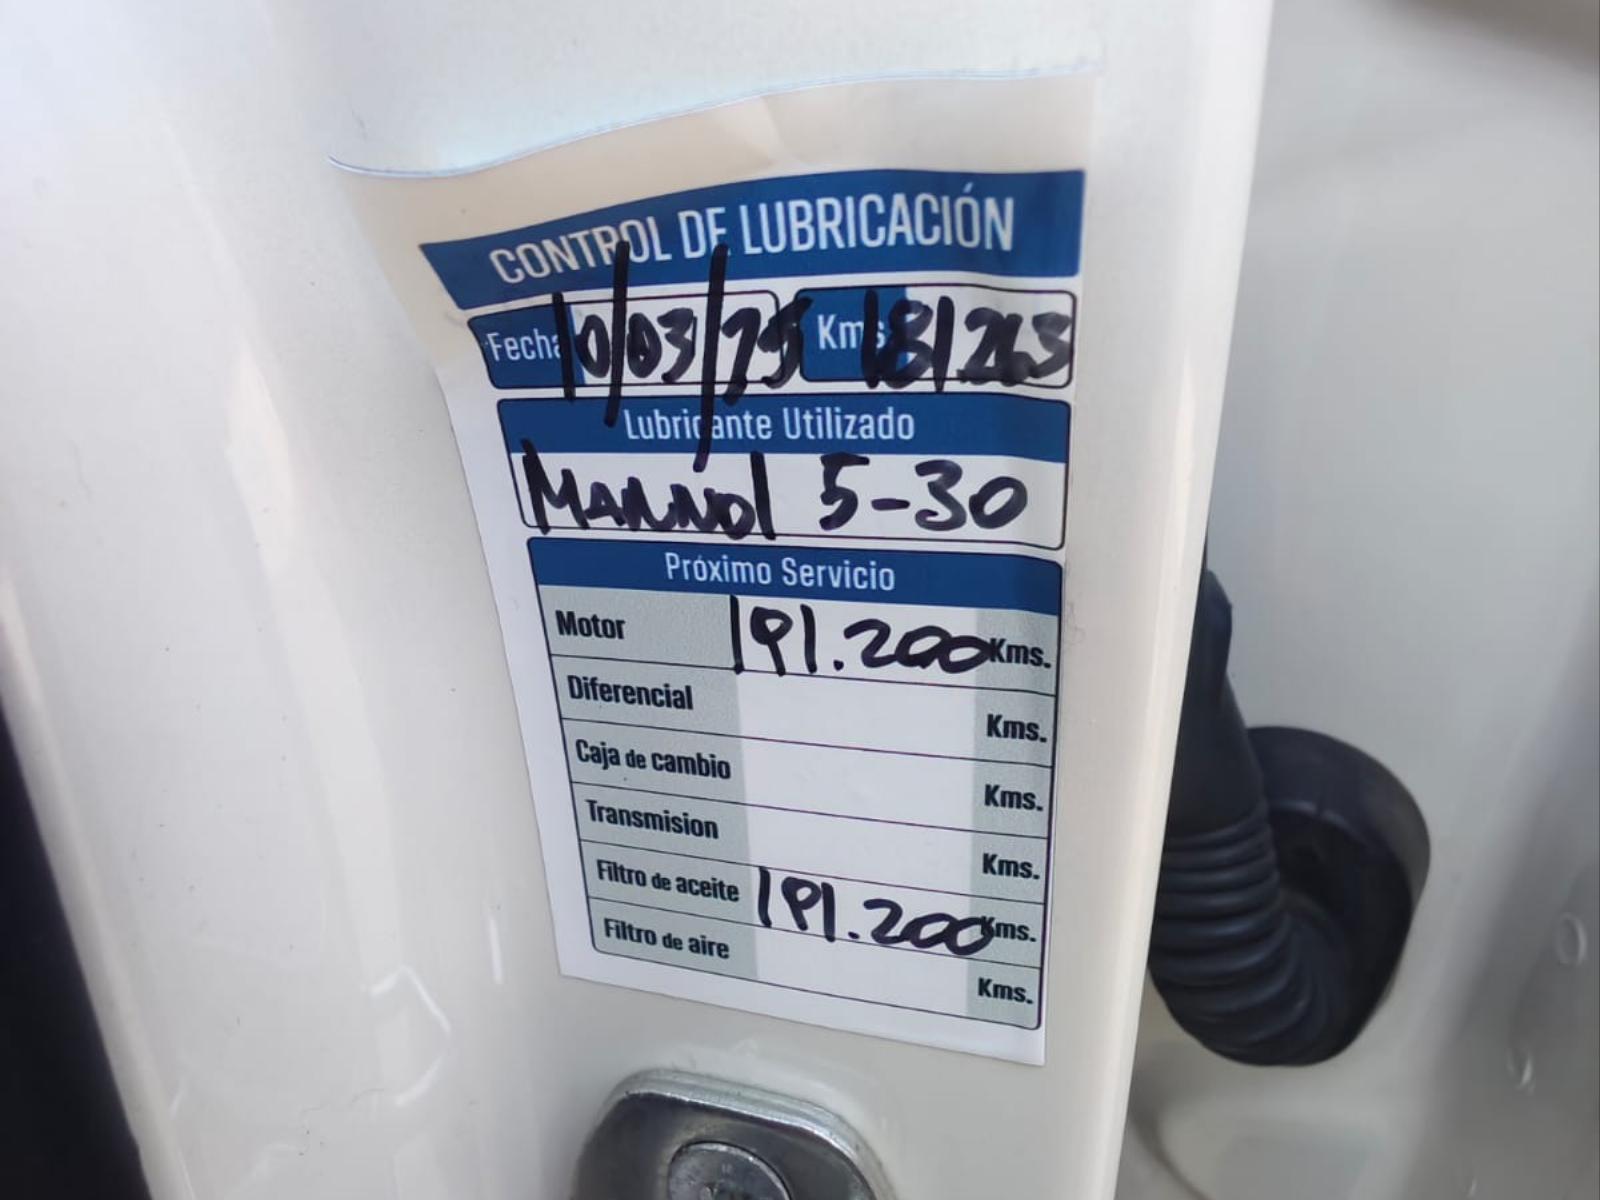 CONTROL DE LUBRICACIÓN
Fecha 10/03/25 Kms 181.213
Lubricante Utilizado
MANNOl 5-30
Próximo Servicio
Motor 191.200 Kms.
Diferencial Kms.
Caja de cambio Kms.
Transmision Kms.
Filtro de aceite 191.200 Kms.
Filtro de aire Kms.